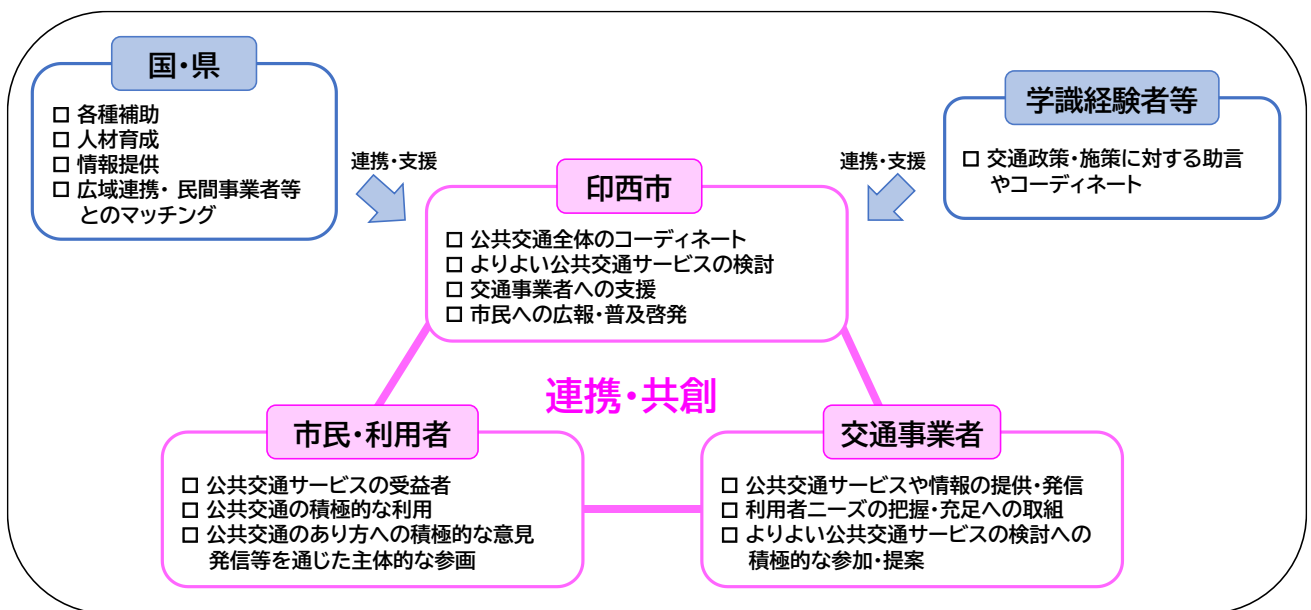 国・県
□ 各種補助
□ 人材育成
□ 情報提供
□ 広域連携・ 民間事業者等
とのマッチング
連携・支援
学識経験者等
□ 交通政策・施策に対する助言
やコーディネート
連携・支援
印西市
□ 公共交通全体のコーディネート
□ よりよい公共交通サービスの検討
□ 交通事業者への支援
□ 市民への広報・普及啓発
連携・共創
市民・利用者
□ 公共交通サービスの受益者
□ 公共交通の積極的な利用
□ 公共交通のあり方への積極的な意見
発信等を通じた主体的な参画
交通事業者
□ 公共交通サービスや情報の提供・発信
□ 利用者ニーズの把握・充足への取組
□ よりよい公共交通サービスの検討への
積極的な参加・提案